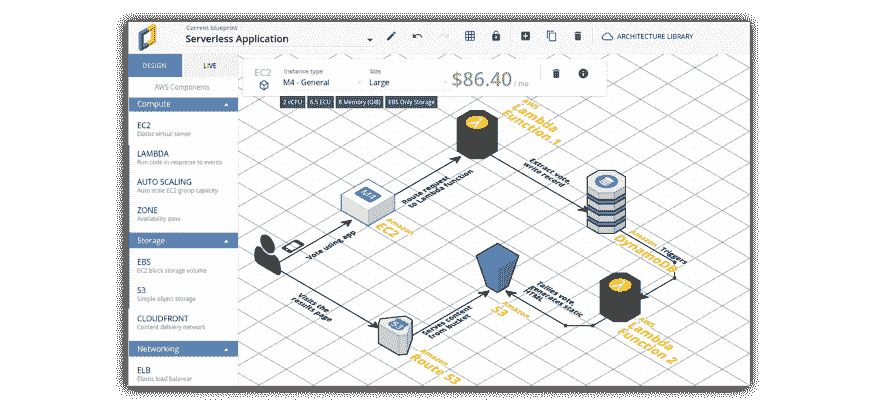 Current blueprint
Serverless Application
ARCHITECTURE LIBRARY
DESIGN
LIVE
AWS Components
Compute
EC2
Elastic virtual server
LAMBDA
Run code in response to events
AUTO SCALING
Auto scale EC2 group capacity
ZONE
Availability zone
Storage
EBS
EC2 block storage volume
S3
Simple object storage
CLOUDFRONT
Content delivery network
Networking
ELB
Elastic load balancer
EC2
Instance type
M4 - General
Size
Large
$86.40 / mo
2 vCPU
6.5 ECU
8 Memory (GiB)
EBS Only Storage
AWS
Lambda
Function 1
Extract vote,
write record
Route request
to Lambda function
M4
Amazon
EC2
Vote using app
Amazon
DynamoDB
Triggers
Visits the
results page
S3
Serves content
from bucket
Amazon
Route 53
Amazon
S3
Tallies vote,
generates static
HTML
AWS
Lambda
Function 2